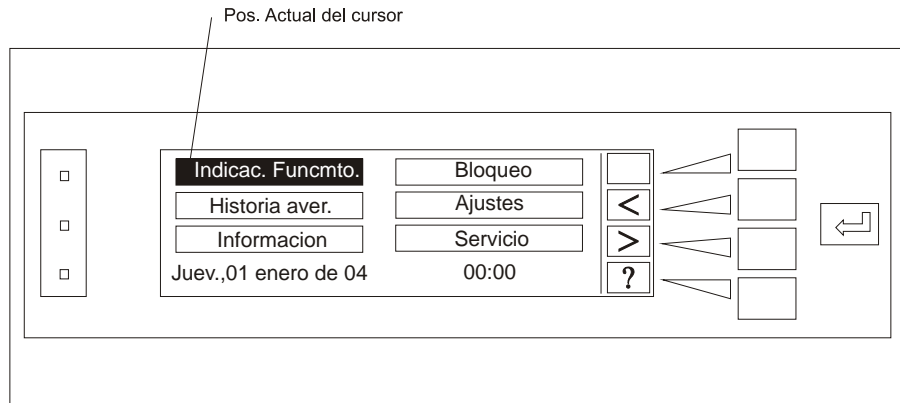 Pos. Actual del cursor
Indicac. Funcmto. Bloqueo
Historia aver. Ajustes <
Informacion Servicio >
Juev.,01 enero de 04 00:00 ?